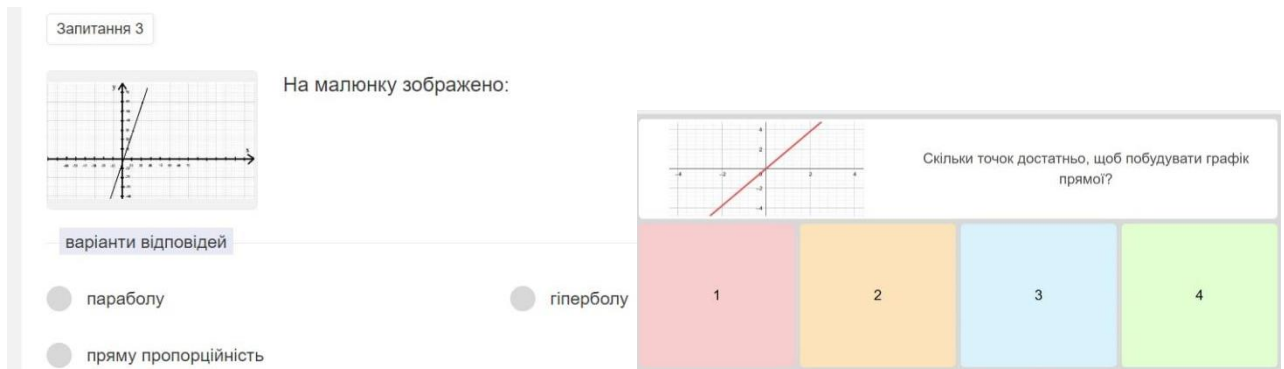 Запитання 3
На малюнку зображено:
варіанти відповідей
параболу
гіперболу
пряму пропорційність
Скільки точок достатньо, щоб побудувати графік
прямої?
1
2
3
4